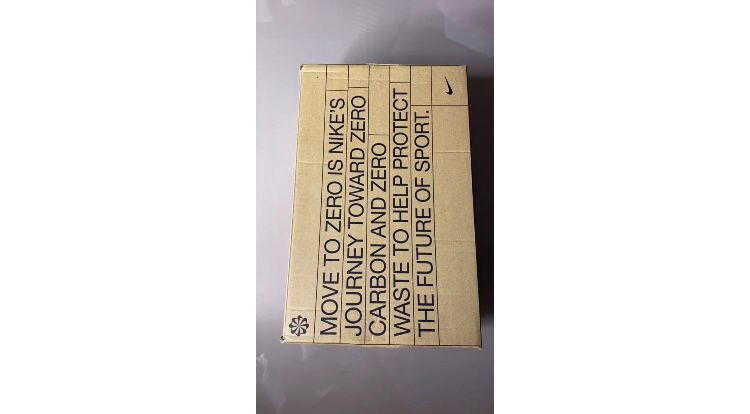 MOVE TO ZERO IS NIKE'S
JOURNEY TOWARD ZERO
CARBON AND ZERO
WASTE TO HELP PROTECT
THE FUTURE OF SPORT.